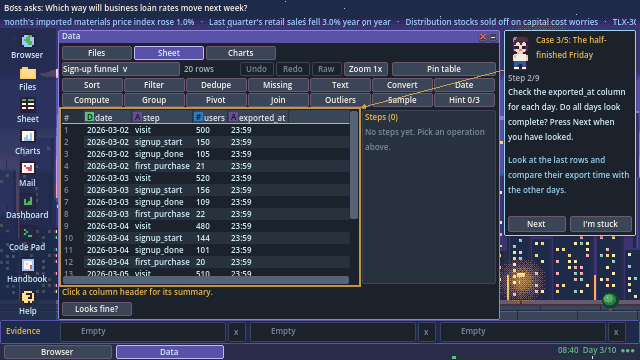 Boss asks: Which way will business loan rates move next week?
month's imported materials price index rose 1.0% · Last quarter's retail sales fell 3.0% year on year · Distribution stocks sold off on capital cost worries · TLX-30
Browser
Files
Sheet
Charts
Mail
Dashboard
Code Pad
Handbook
Help
Data
Files Sheet Charts
Sign-up funnel v 20 rows Undo Redo Raw Zoom 1x Pin table
Sort Filter Dedupe Missing Text Convert Date
Compute Group Pivot Join Outliers Sample Hint 0/3
# D date A step # users A exported_at
1 2026-03-02 visit 500 23:59
2 2026-03-02 signup_start 150 23:59
3 2026-03-02 signup_done 105 23:59
4 2026-03-02 first_purchase 21 23:59
5 2026-03-03 visit 520 23:59
6 2026-03-03 signup_start 156 23:59
7 2026-03-03 signup_done 109 23:59
8 2026-03-03 first_purchase 22 23:59
9 2026-03-04 visit 480 23:59
10 2026-03-04 signup_start 144 23:59
11 2026-03-04 signup_done 101 23:59
12 2026-03-04 first_purchase 20 23:59
13 2026-03-05 visit 510 23:59
Steps (0)
No steps yet. Pick an operation
above.
Click a column header for its summary.
Looks fine?
Case 3/5: The half-
finished Friday
Step 2/9
Check the exported_at column
for each day. Do all days look
complete? Press Next when
you have looked.
Look at the last rows and
compare their export time with
the other days.
Next I'm stuck
Evidence Empty x Empty x Empty x
Browser Data 08:40 Day 3/10